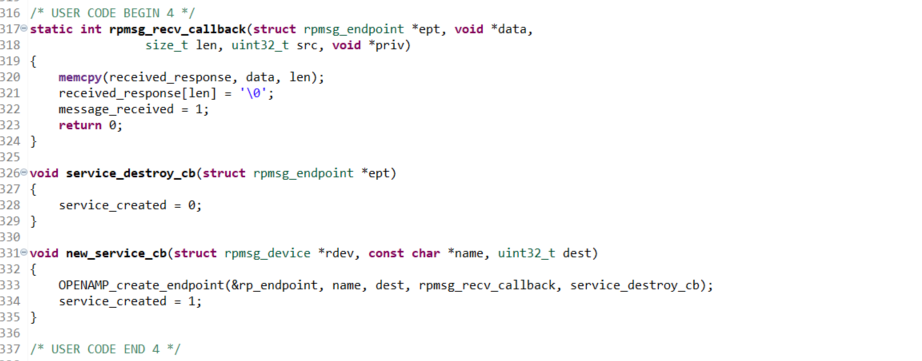 316 /* USER CODE BEGIN 4 */
317 static int rpmsg_recv_callback(struct rpmsg_endpoint *ept, void *data,
318 size_t len, uint32_t src, void *priv)
319 {
320 memcpy(received_response, data, len);
321 received_response[len] = '\0';
322 message_received = 1;
323 return 0;
324 }
325
326 void service_destroy_cb(struct rpmsg_endpoint *ept)
327 {
328 service_created = 0;
329 }
330
331 void new_service_cb(struct rpmsg_device *rdev, const char *name, uint32_t dest)
332 {
333 OPENAMP_create_endpoint(&rp_endpoint, name, dest, rpmsg_recv_callback, service_destroy_cb);
334 service_created = 1;
335 }
336
337 /* USER CODE END 4 */